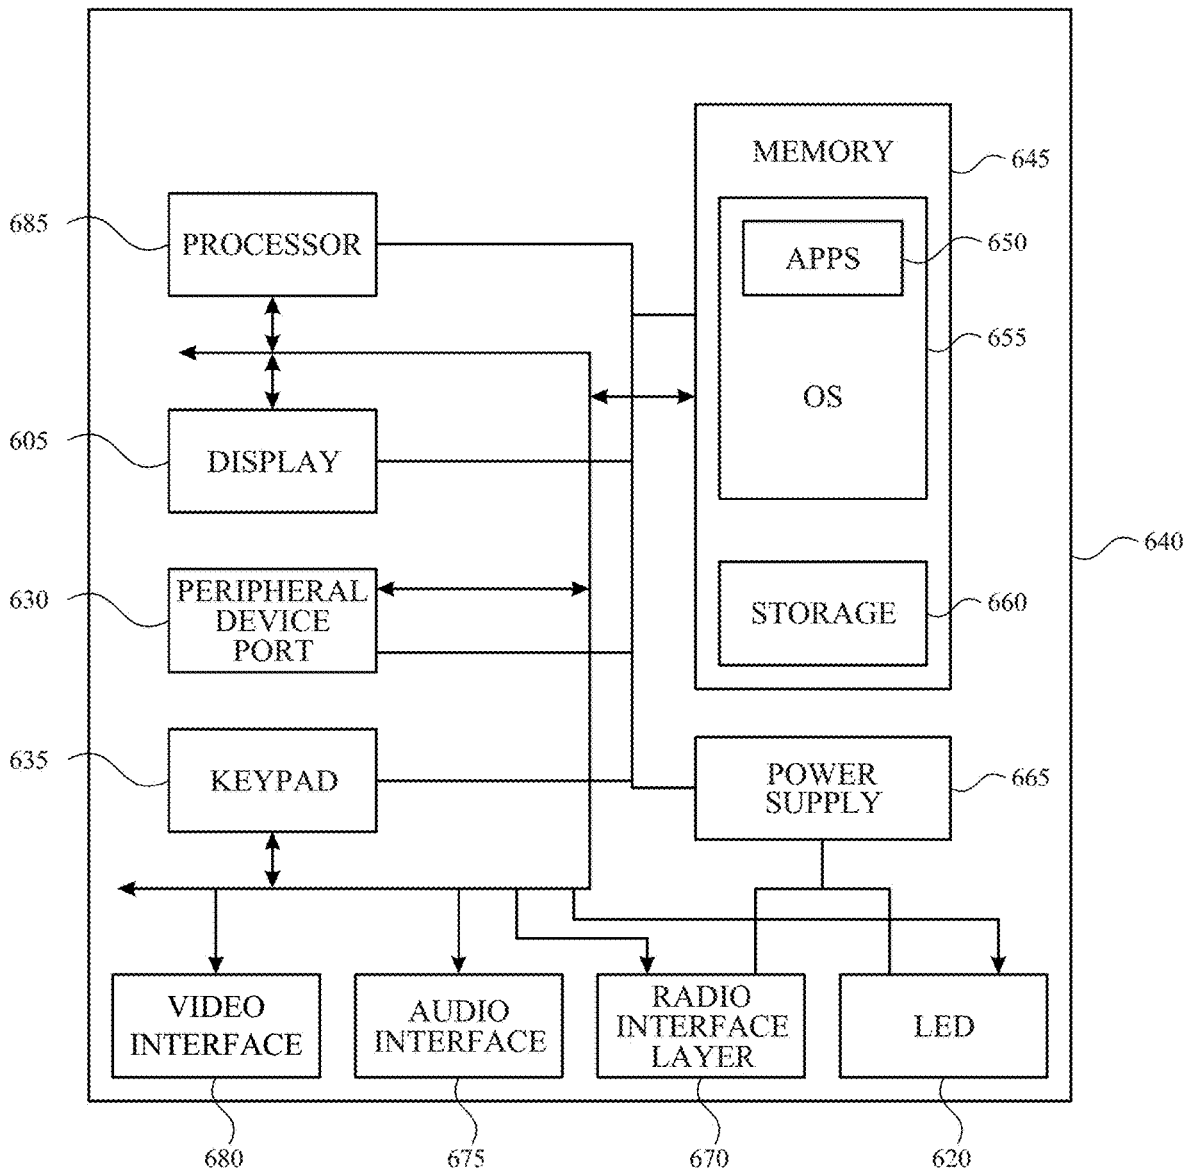 MEMORY
645
685
PROCESSOR
APPS
650
655
OS
605
DISPLAY
640
630
PERIPHERAL
DEVICE
PORT
STORAGE
660
635
KEYPAD
POWER
SUPPLY
665
VIDEO
INTERFACE
AUDIO
INTERFACE
RADIO
INTERFACE
LAYER
LED
680
675
670
620